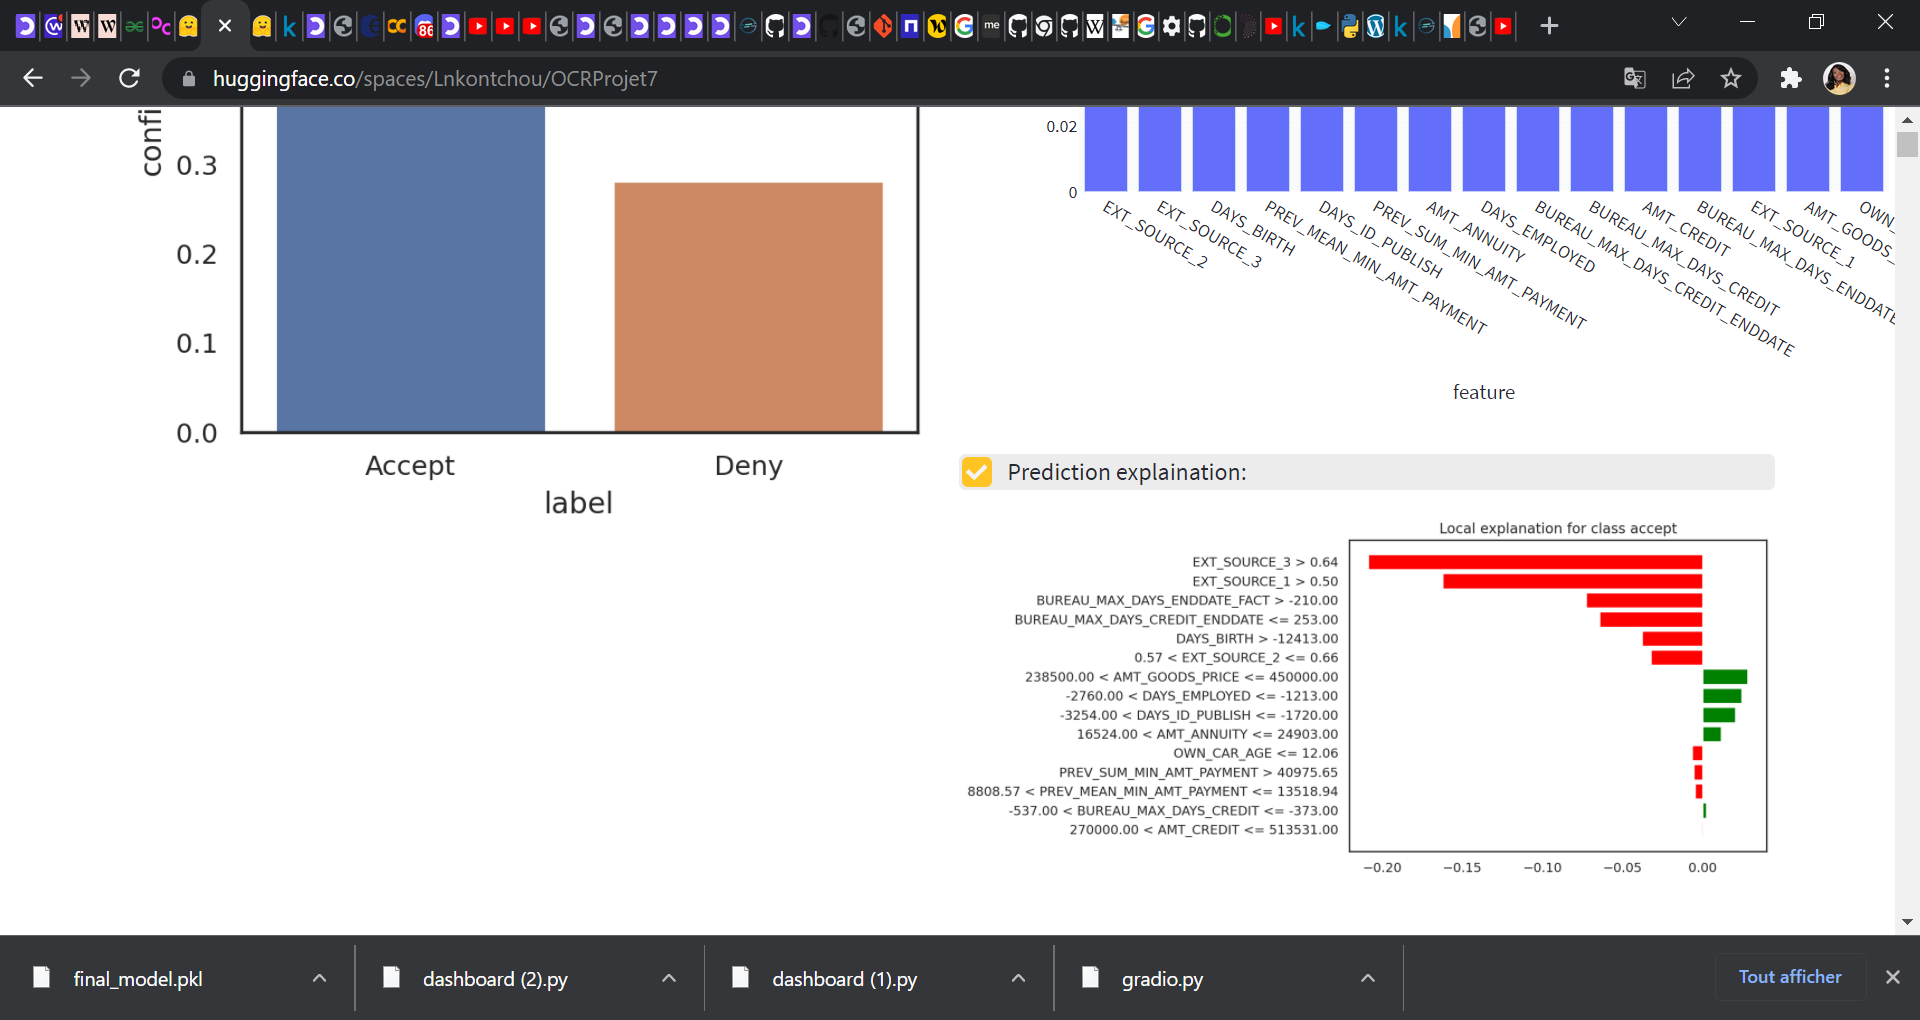 huggingface.co/spaces/Lnkontchou/OCRProjet7
confi
0.3
0.2
0.1
0.0
Accept
Deny
label
0.02
0
EXT_SOURCE_2
EXT_SOURCE_3
DAYS_BIRTH
PREV_MEAN_MIN_AMT_PAYMENT
DAYS_ID_PUBLISH
PREV_SUM_MIN_AMT_PAYMENT
AMT_ANNUITY
DAYS_EMPLOYED
BUREAU_MAX_DAYS_CREDIT_ENDDATE
BUREAU_MAX_DAYS_CREDIT
AMT_CREDIT
BUREAU_MAX_DAYS_ENDDATE
EXT_SOURCE_1
AMT_GOODS_
OWN_
feature
Prediction explaination:
Local explanation for class accept
EXT_SOURCE_3 > 0.64
EXT_SOURCE_1 > 0.50
BUREAU_MAX_DAYS_ENDDATE_FACT > -210.00
BUREAU_MAX_DAYS_CREDIT_ENDDATE <= 253.00
DAYS_BIRTH > -12413.00
0.57 < EXT_SOURCE_2 <= 0.66
238500.00 < AMT_GOODS_PRICE <= 450000.00
-2760.00 < DAYS_EMPLOYED <= -1213.00
-3254.00 < DAYS_ID_PUBLISH <= -1720.00
16524.00 < AMT_ANNUITY <= 24903.00
OWN_CAR_AGE <= 12.06
PREV_SUM_MIN_AMT_PAYMENT > 40975.65
8808.57 < PREV_MEAN_MIN_AMT_PAYMENT <= 13518.94
-537.00 < BUREAU_MAX_DAYS_CREDIT <= -373.00
270000.00 < AMT_CREDIT <= 513531.00
−0.20 −0.15 −0.10 −0.05 0.00
final_model.pkl
dashboard (2).py
dashboard (1).py
gradio.py
Tout afficher